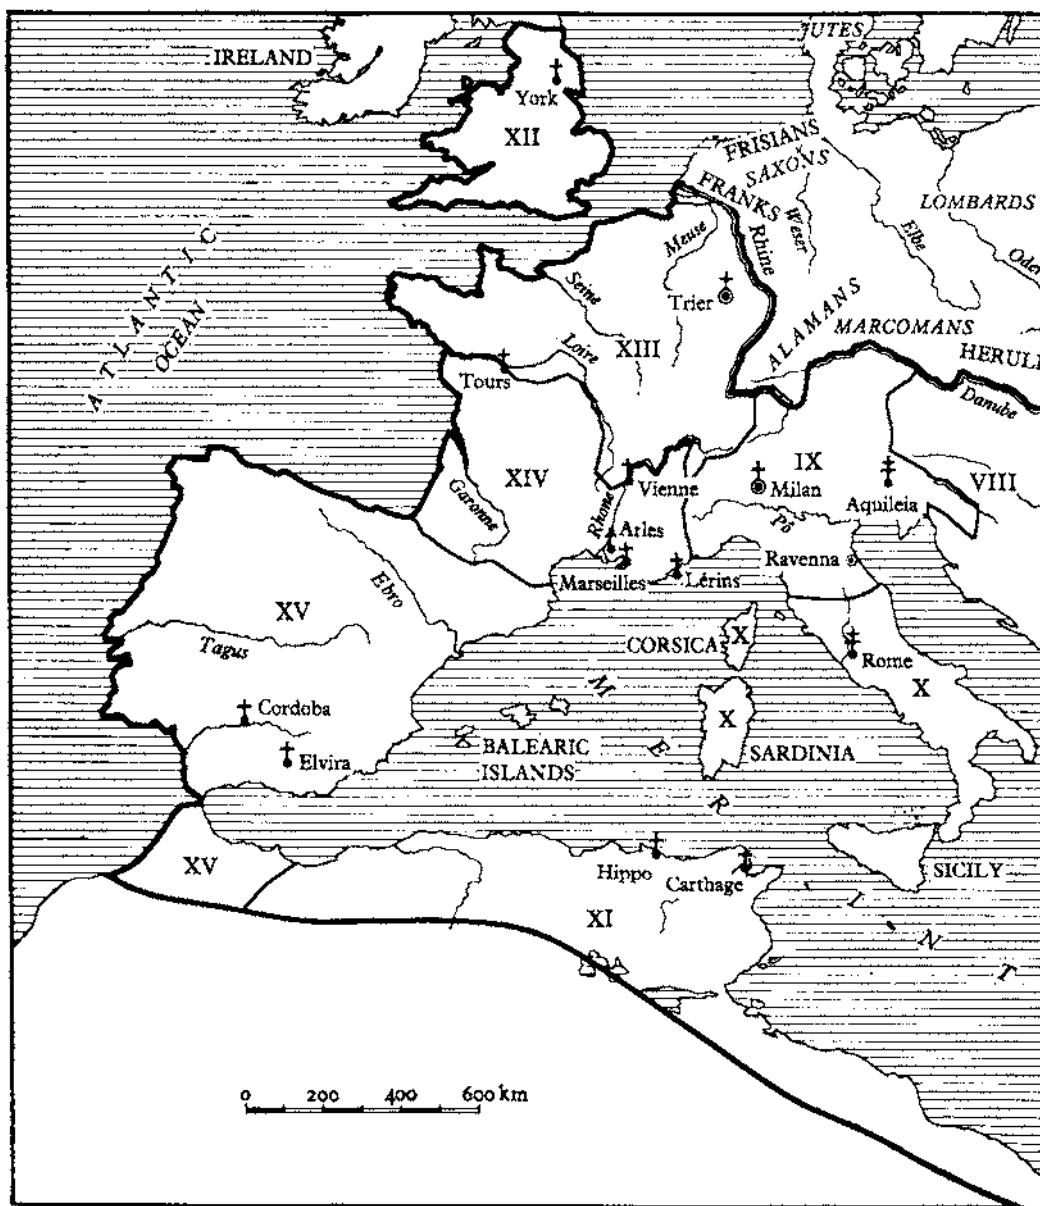 JUTES
IRELAND
York
XII
FRISIANS
SAXONS
FRANKS
LOMBARDS
Weser
Elbe
Meuse
Rhine
Oder
ATLANTIC
OCEAN
Seine
Trier
ALAMANS
MARCOMANS
Loire
XIII
HERULI
Tours
Danube
IX
XIV
Vienne
Milan
VIII
Garonne
Aquileia
Rhone
Arles
Pô
Ravenna
Marseilles
Lérins
Ebro
XV
CORSICA
X
Tagus
Rome
X
Cordoba
X
Elvira
BALEARIC
ISLANDS
SARDINIA
M E R
XV
Hippo
Carthage
SICILY
XI
I N T
0 200 400 600 km